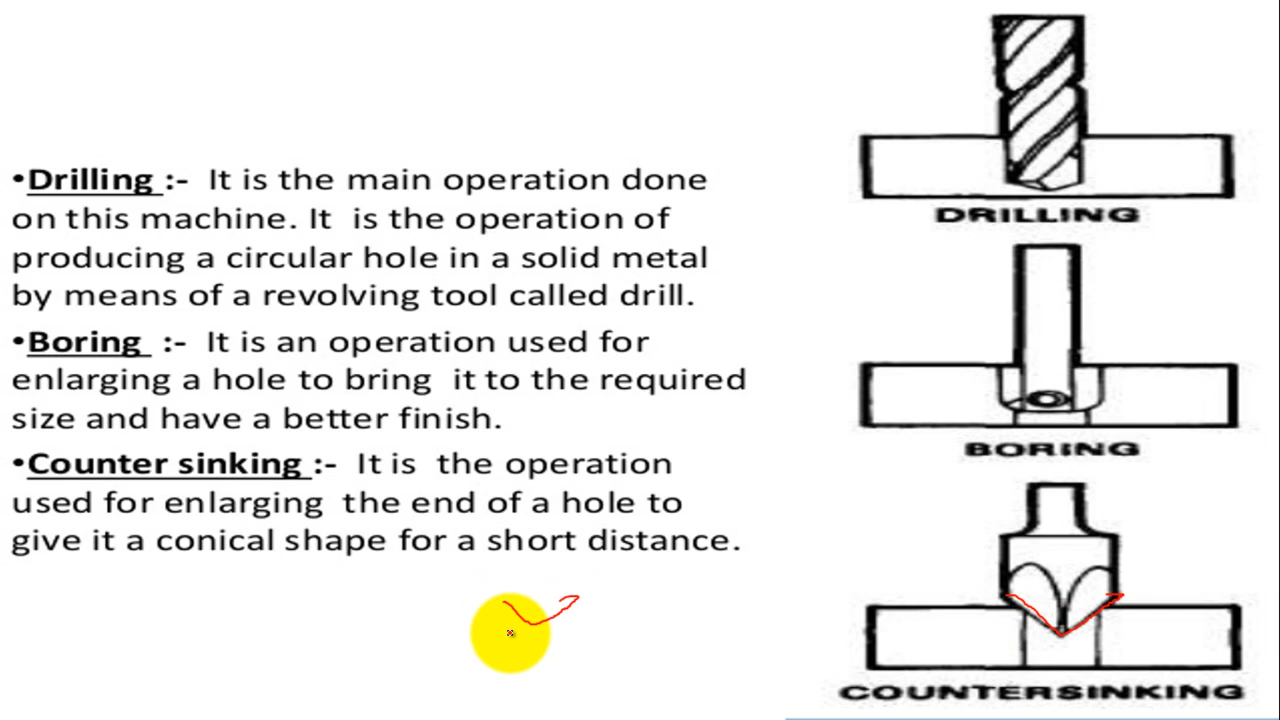 •Drilling :- It is the main operation done
on this machine. It is the operation of
producing a circular hole in a solid metal
by means of a revolving tool called drill.
•Boring :- It is an operation used for
enlarging a hole to bring it to the required
size and have a better finish.
•Counter sinking :- It is the operation
used for enlarging the end of a hole to
give it a conical shape for a short distance.
DRILLING
BORING
COUNTERSINKING